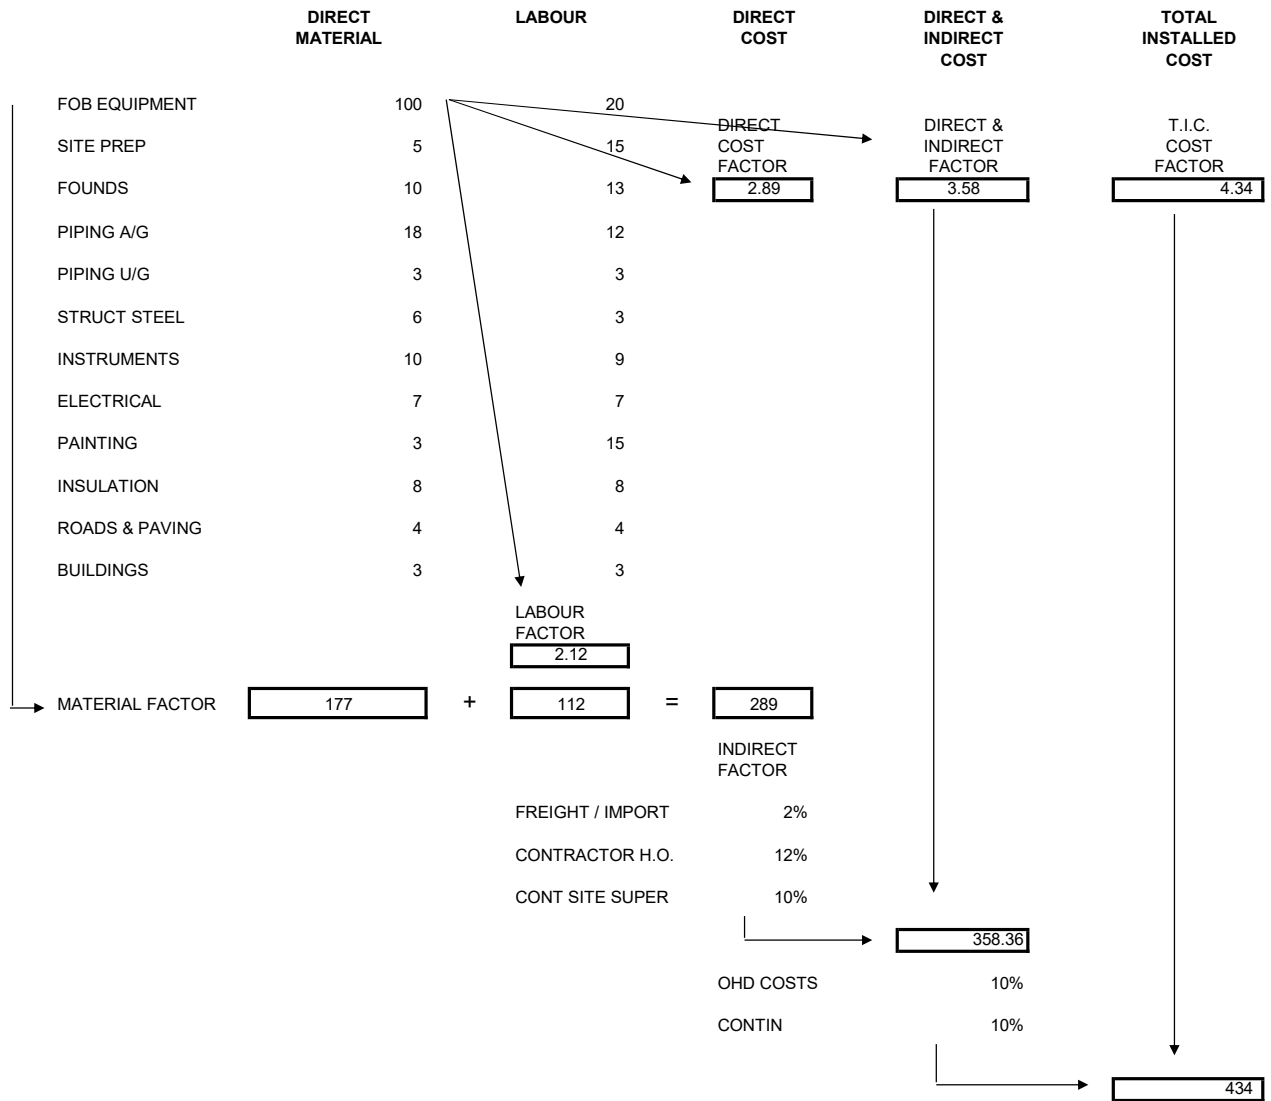 DIRECT MATERIAL LABOUR DIRECT COST DIRECT & INDIRECT COST TOTAL INSTALLED COST
FOB EQUIPMENT 100 20
DIRECT COST FACTOR DIRECT & INDIRECT FACTOR T.I.C. COST FACTOR
SITE PREP 5 15
FOUNDS 10 13 2.89 3.58 4.34
PIPING A/G 18 12
PIPING U/G 3 3
STRUCT STEEL 6 3
INSTRUMENTS 10 9
ELECTRICAL 7 7
PAINTING 3 15
INSULATION 8 8
ROADS & PAVING 4 4
BUILDINGS 3 3
LABOUR
FACTOR
2.12
MATERIAL FACTOR 177 + 112 = 289
INDIRECT
FACTOR
FREIGHT / IMPORT 2%
CONTRACTOR H.O. 12%
CONT SITE SUPER 10%
358.36
OHD COSTS 10%
CONTIN 10%
434